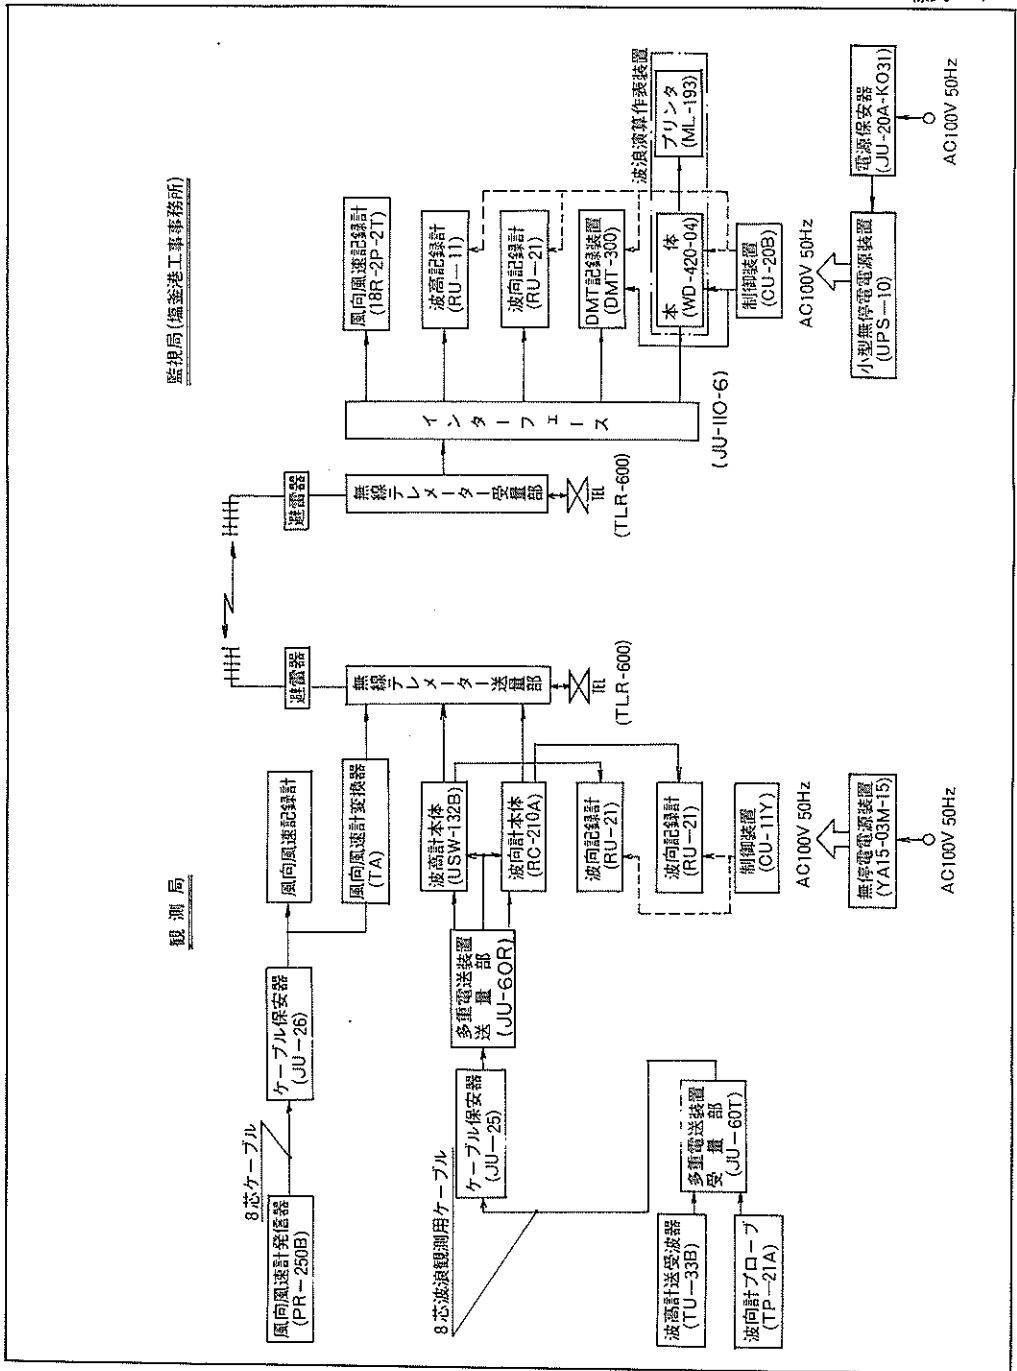 観測局
風向風速計発信器
(PR-250B)
8芯ケーブル
ケーブル保安器
(JU-26)
風向風速記録計
風向風速計変換器
(TA)
8芯波浪観測用ケーブル
波高計送受波器
(TU-33B)
波向計プローブ
(TP-21A)
多重電送装置
受量部
(JU-60T)
ケーブル保安器
(JU-25)
多重電送装置
送量部
(JU-60R)
波高計本体
(USW-132B)
波向計本体
(RC-210A)
波向記録計
(RU-21)
波向記録計
(RU-21)
制御装置
(CU-11Y)
AC100V 50Hz
無停電電源装置
(YA15-03M-15)
AC100V 50Hz
避雷器
無線テレメーター送量部
TEL
(TLR-600)
監視局(塩釜港工事事務所)
避雷器
無線テレメーター受量部
TEL
(TLR-600)
インターフェース
(JU-110-6)
風向風速記録計
(18R-2P-2T)
波高記録計
(RU-11)
波向記録計
(RU-21)
DMT記録装置
(DMT-300)
波浪演算作表装置
本体
(WD-420-04)
プリンタ
(ML-193)
制御装置
(CU-20B)
AC100V 50Hz
小型無停電電源装置
(UPS-10)
電源保安器
(JU-20A-K031)
AC100V 50Hz